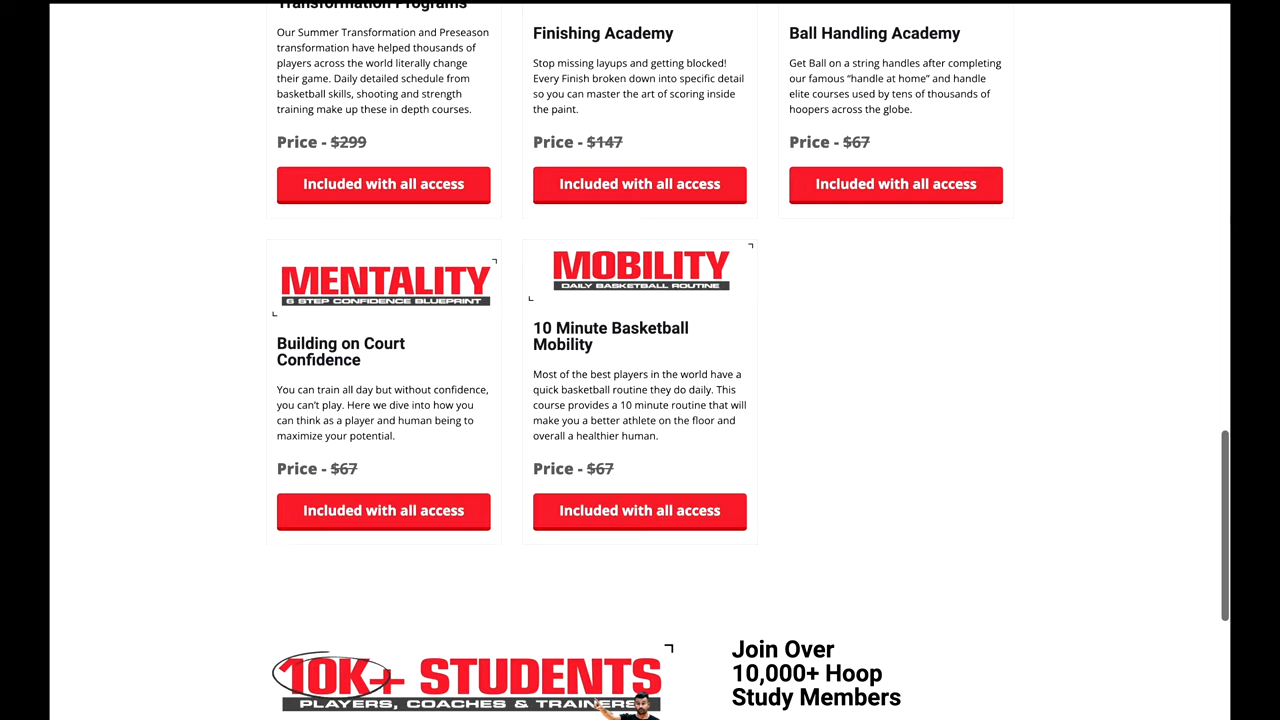 Transformation Programs
Our Summer Transformation and Preseason
transformation have helped thousands of
players across the world literally change
their game. Daily detailed schedule from
basketball skills, shooting and strength
training make up these in depth courses.
Price - $299
Included with all access
Finishing Academy
Stop missing layups and getting blocked!
Every Finish broken down into specific detail
so you can master the art of scoring inside
the paint.
Price - $147
Included with all access
Ball Handling Academy
Get Ball on a string handles after completing
our famous “handle at home” and handle
elite courses used by tens of thousands of
hoopers across the globe.
Price - $67
Included with all access
MENTALITY
6 STEP CONFIDENCE BLUEPRINT
Building on Court
Confidence
You can train all day but without confidence,
you can’t play. Here we dive into how you
can think as a player and human being to
maximize your potential.
Price - $67
Included with all access
MOBILITY
DAILY BASKETBALL ROUTINE
10 Minute Basketball
Mobility
Most of the best players in the world have a
quick basketball routine they do daily. This
course provides a 10 minute routine that will
make you a better athlete on the floor and
overall a healthier human.
Price - $67
Included with all access
10K+ STUDENTS
PLAYERS, COACHES & TRAINERS
Join Over
10,000+ Hoop
Study Members